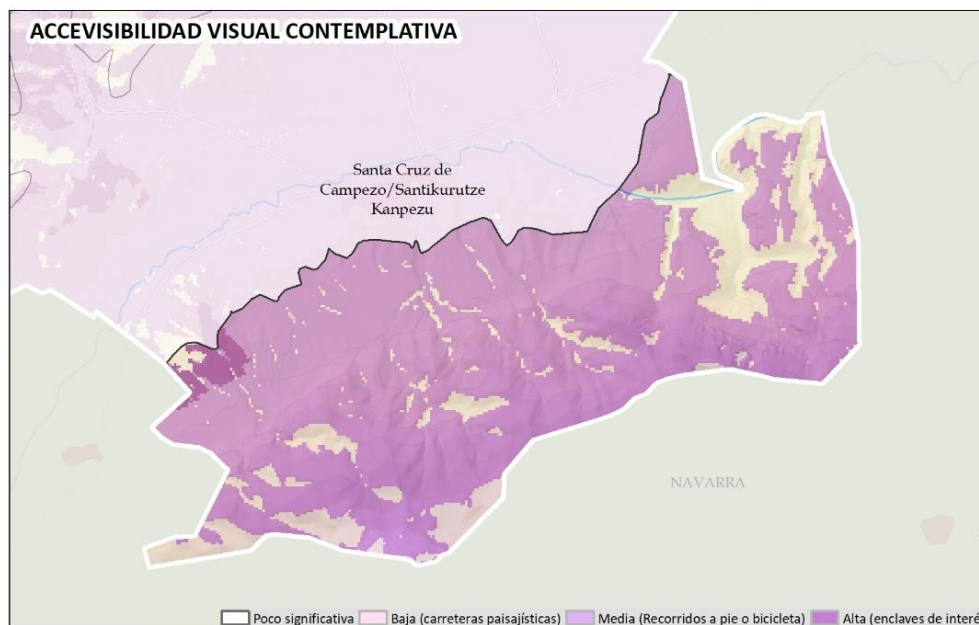 ACCEVISIBILIDAD VISUAL CONTEMPLATIVA
Santa Cruz de
Campezo/Santikurutze
Kanpezu
NAVARRA
Poco significativa Baja (carreteras paisajísticas) Media (Recorridos a pie o bicicleta) Alta (enclaves de interé